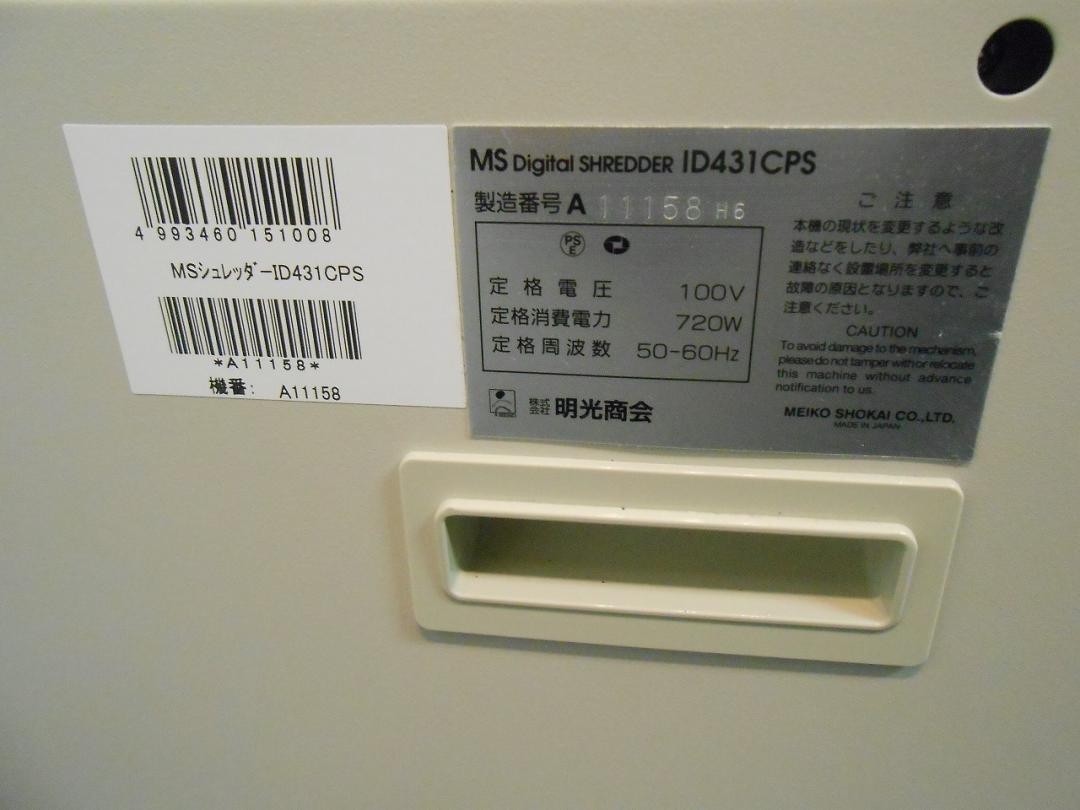 4 993460 151008
MSシュレッダｰID431CPS
*A11158*
機番: A11158
MS Digital SHREDDER ID431CPS
製造番号 A 11158 H6
PS E
定格電圧 100V
定格消費電力 720W
定格周波数 50-60Hz
株式会社 明光商会
ご注意
本機の現状を変更するような改
造などをしたり、弊社へ事前の
連絡なく設置場所を変更すると
故障の原因となりますので、ご
注意ください。
CAUTION
To avoid damage to the mechanism,
please do not tamper with or relocate
this machine without advance
notification to us.
MEIKO SHOKAI CO.,LTD.
MADE IN JAPAN